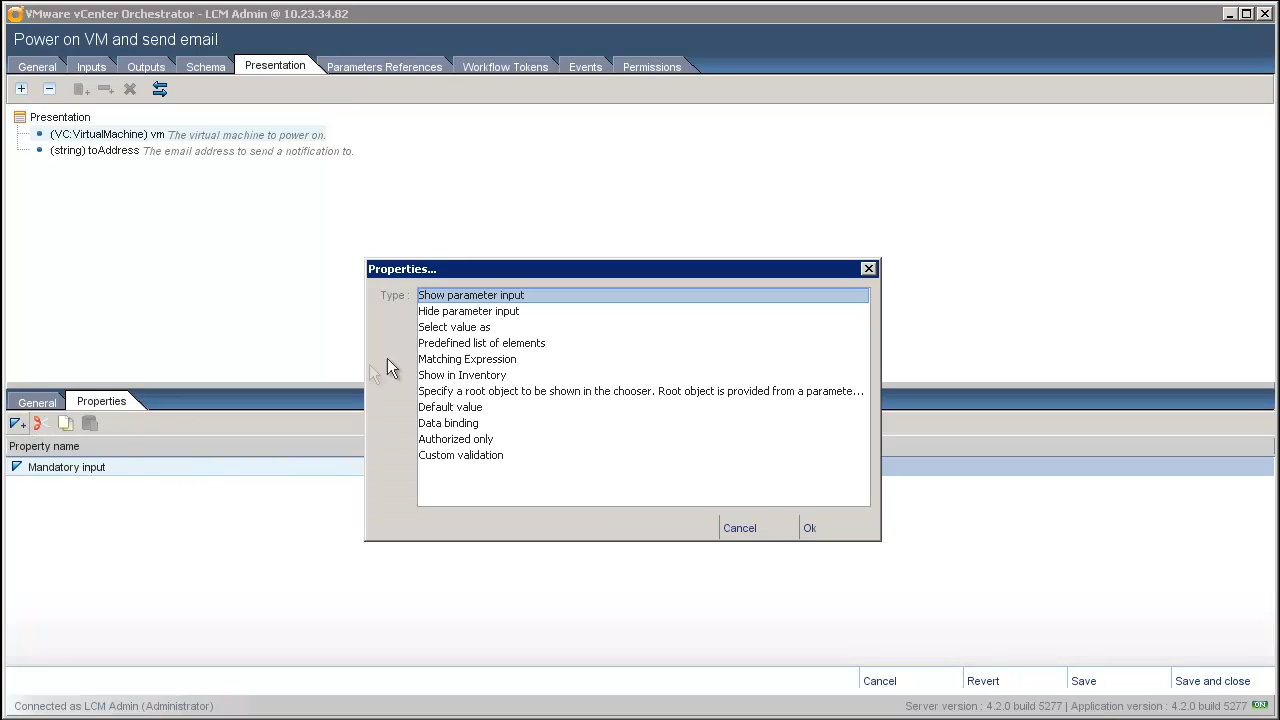 VMware vCenter Orchestrator - LCM Admin @ 10.23.34.82
Power on VM and send email
General Inputs Outputs Schema Presentation Parameters References Workflow Tokens Events Permissions
Presentation
(VC:VirtualMachine) vm The virtual machine to power on.
(string) toAddress The email address to send a notification to.
Properties...
Type : Show parameter input
Hide parameter input
Select value as
Predefined list of elements
Matching Expression
Show in Inventory
Specify a root object to be shown in the chooser. Root object is provided from a paramete...
Default value
Data binding
Authorized only
Custom validation
Cancel Ok
General Properties
Property name
Mandatory input
Cancel Revert Save Save and close
Connected as LCM Admin (Administrator) Server version : 4.2.0 build 5277 | Application version : 4.2.0 build 5277 ON